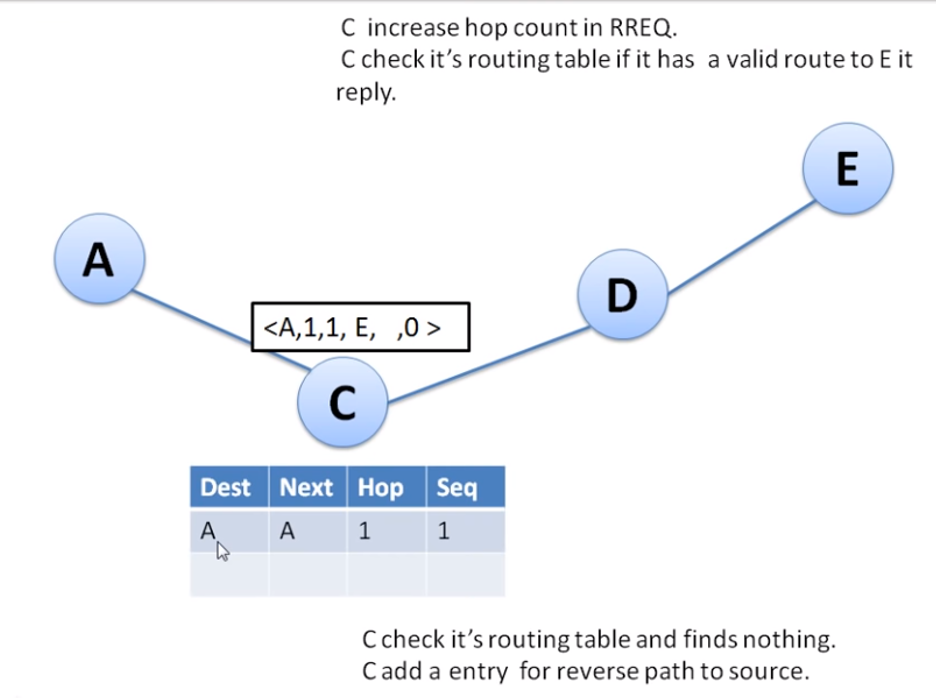 C increase hop count in RREQ.
C check it's routing table if it has a valid route to E it
reply.
E
A
D
<A,1,1, E, ,0 >
C
Dest Next Hop Seq
A A 1 1
C check it's routing table and finds nothing.
C add a entry for reverse path to source.